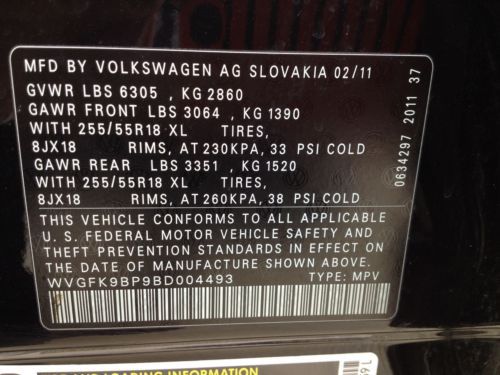 MFD BY VOLKSWAGEN AG SLOVAKIA 02/11
GVWR LBS 6305 , KG 2860
GAWR FRONT LBS 3064 , KG 1390
WITH 255/55R18 XL TIRES,
8JX18 RIMS, AT 230KPA, 33 PSI COLD
GAWR REAR LBS 3351 , KG 1520
WITH 255/55R18 XL TIRES,
8JX18 RIMS, AT 260KPA, 38 PSI COLD
THIS VEHICLE CONFORMS TO ALL APPLICABLE
U. S. FEDERAL MOTOR VEHICLE SAFETY AND
THEFT PREVENTION STANDARDS IN EFFECT ON
THE DATE OF MANUFACTURE SHOWN ABOVE.
WVGFK9BP9BD004493 TYPE: MPV
0634297 2011 37
LOADING INFORMATION